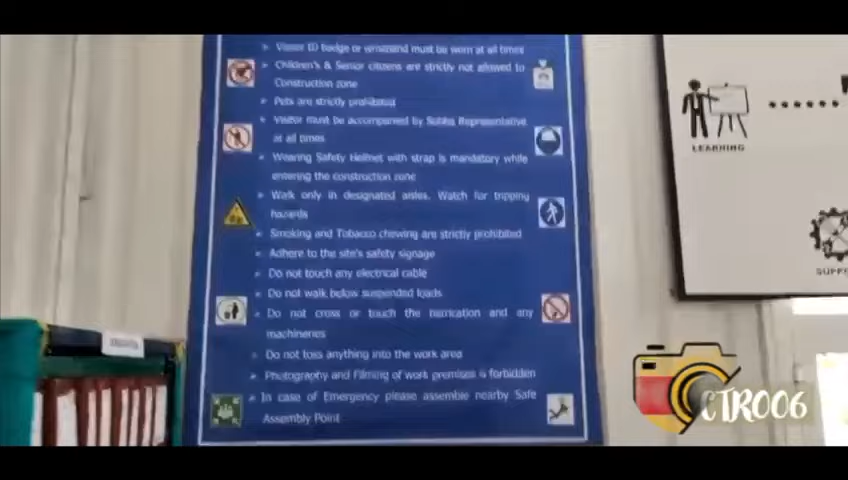 Visitor ID badge or wristband must be worn at all times
Children's & Senior citizens are strictly not allowed to
Construction zone
Pets are strictly prohibited
Visitor must be accompanied by Sobha Representative
at all times
Wearing Safety Helmet with strap is mandatory while
entering the construction zone
Walk only in designated aisles. Watch for tripping
hazards
Smoking and Tobacco chewing are strictly prohibited
Adhere to the site's safety signage
Do not touch any electrical cable
Do not walk below suspended loads
Do not cross or touch the barrication and any
machineries
Do not toss anything into the work area
Photography and Filming of work premises is forbidden
In case of Emergency please assemble nearby Safe
Assembly Point
LEARNING
CTR006